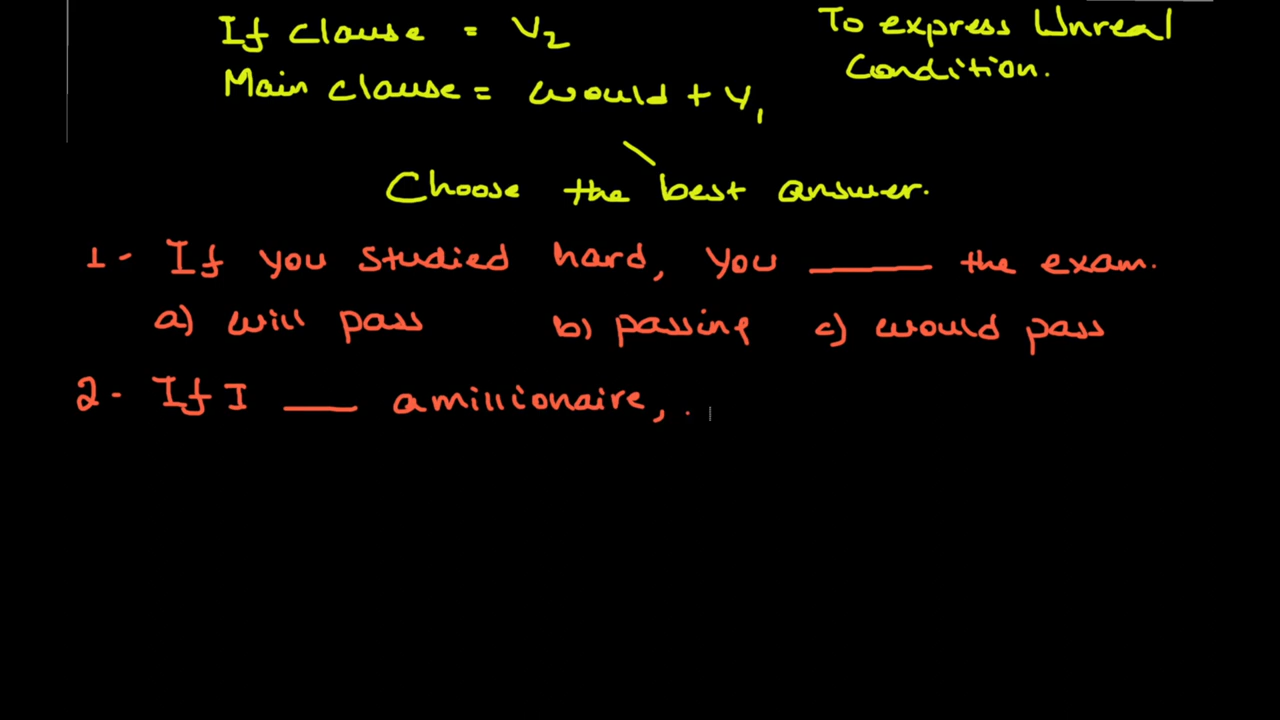 If clause = V2
To express Unreal
Condition.
Main clause = would + V1
Choose the best answer.
1- If you studied hard, you ____ the exam.
a) will pass b) passing c) would pass
2- If I ___ a millionaire, .